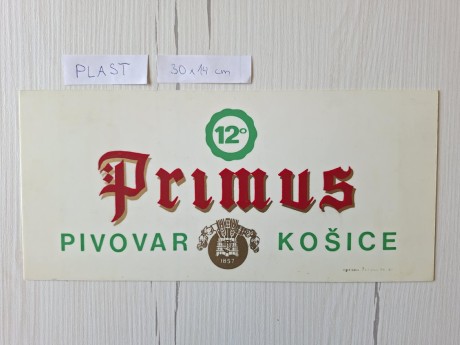 PLAST
30 x 14 cm
12°
Primus
PIVOVAR KOŠICE
1857